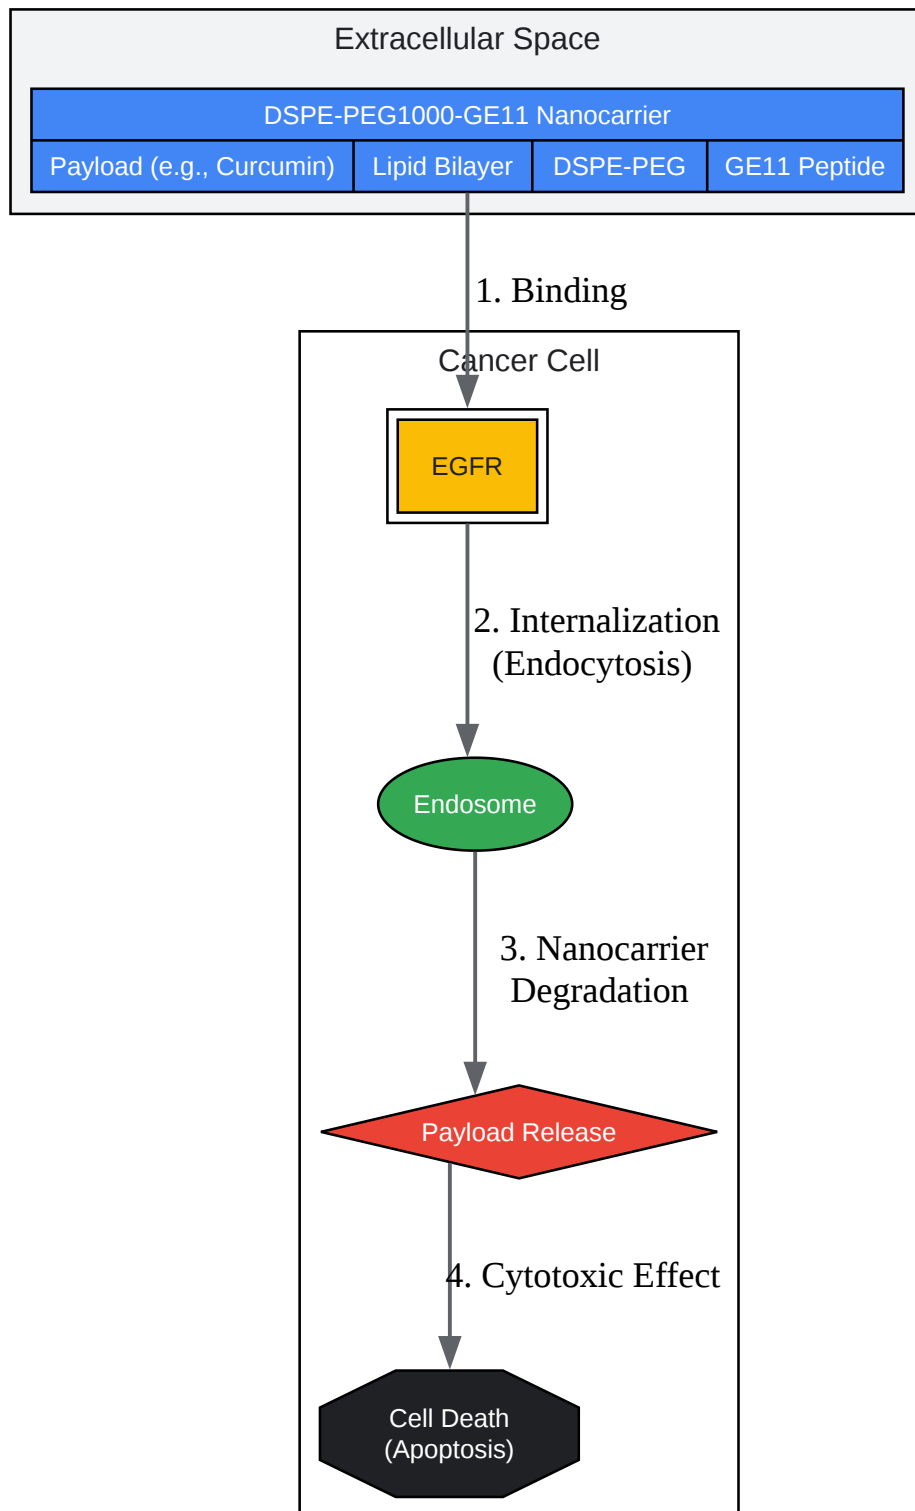 Extracellular Space
DSPE-PEG1000-GE11 Nanocarrier
Payload (e.g., Curcumin)
Lipid Bilayer
DSPE-PEG
GE11 Peptide
1. Binding
Cancer Cell
EGFR
2. Internalization
(Endocytosis)
Endosome
3. Nanocarrier
Degradation
Payload Release
4. Cytotoxic Effect
Cell Death
(Apoptosis)